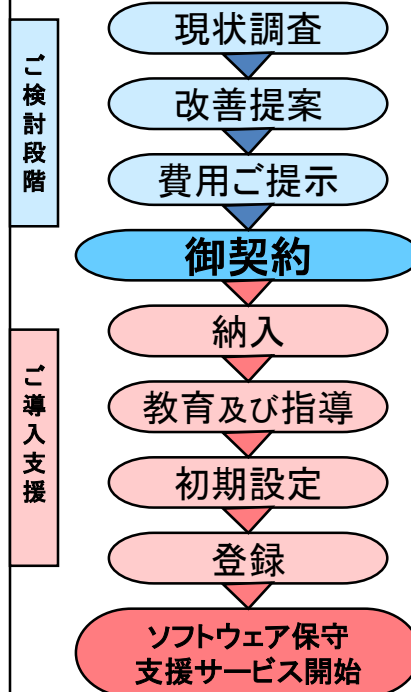 ご検討段階
現状調査
改善提案
費用ご提示
御契約
ご導入支援
納入
教育及び指導
初期設定
登録
ソフトウェア保守
支援サービス開始